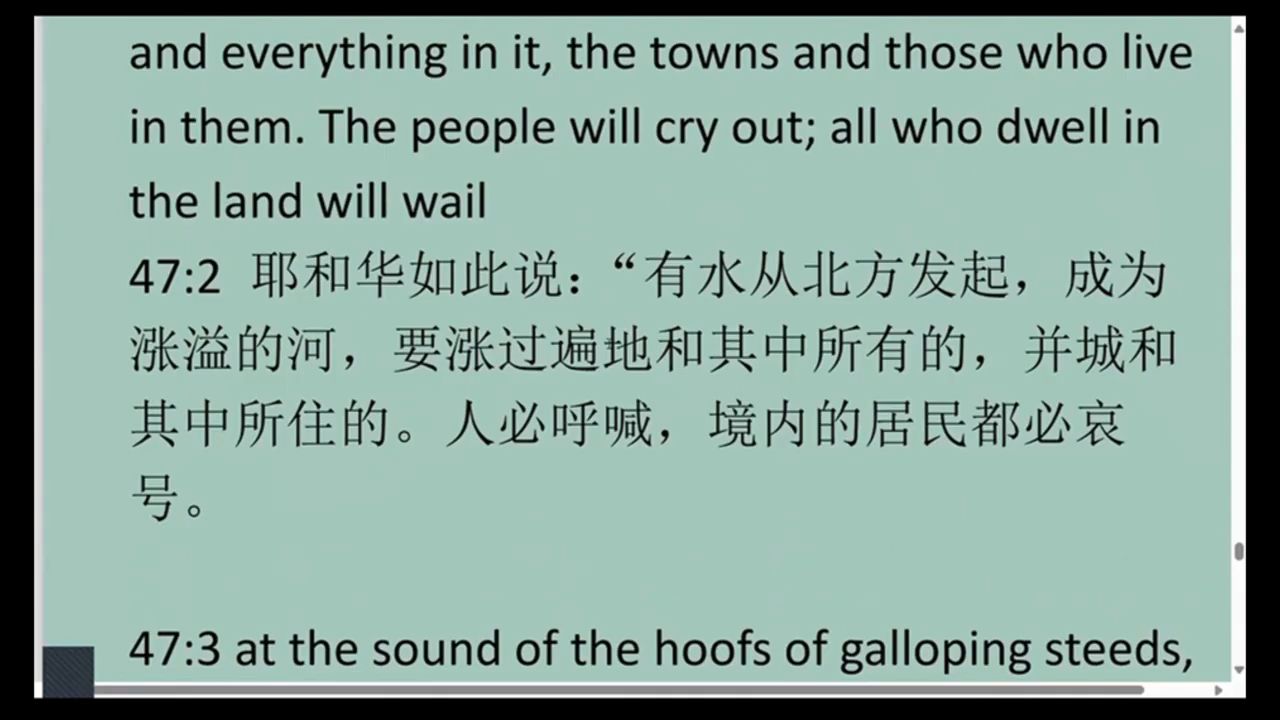 and everything in it, the towns and those who live
in them. The people will cry out; all who dwell in
the land will wail
47:2 耶和华如此说：“有水从北方发起，成为
涨溢的河，要涨过遍地和其中所有的，并城和
其中所住的。人必呼喊，境内的居民都必哀
号。
47:3 at the sound of the hoofs of galloping steeds,